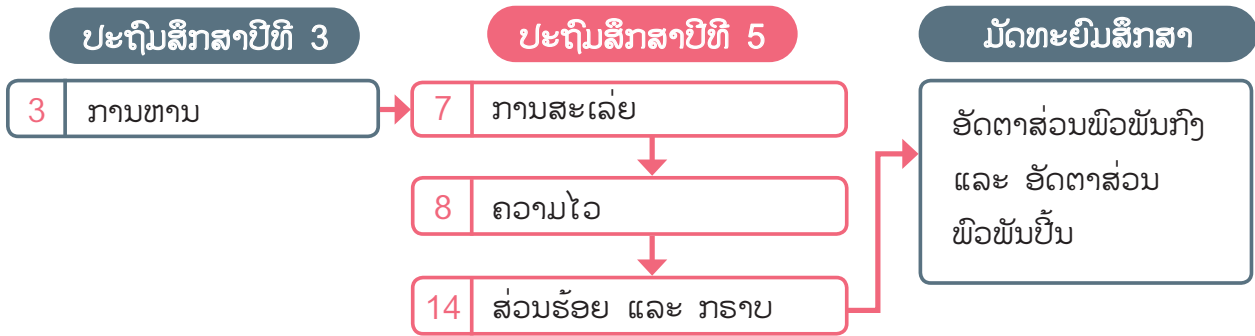 ປະຖົມສຶກສາປີທີ 3
3 ການຫານ
ປະຖົມສຶກສາປີທີ 5
7 ການສະເລ່ຍ
8 ຄວາມໄວ
14 ສ່ວນຮ້ອຍ ແລະ ກຣາບ
ມັດທະຍົມສຶກສາ
ອັດຕາສ່ວນພົວພັນກົງ
ແລະ ອັດຕາສ່ວນ
ພົວພັນປີ້ນ